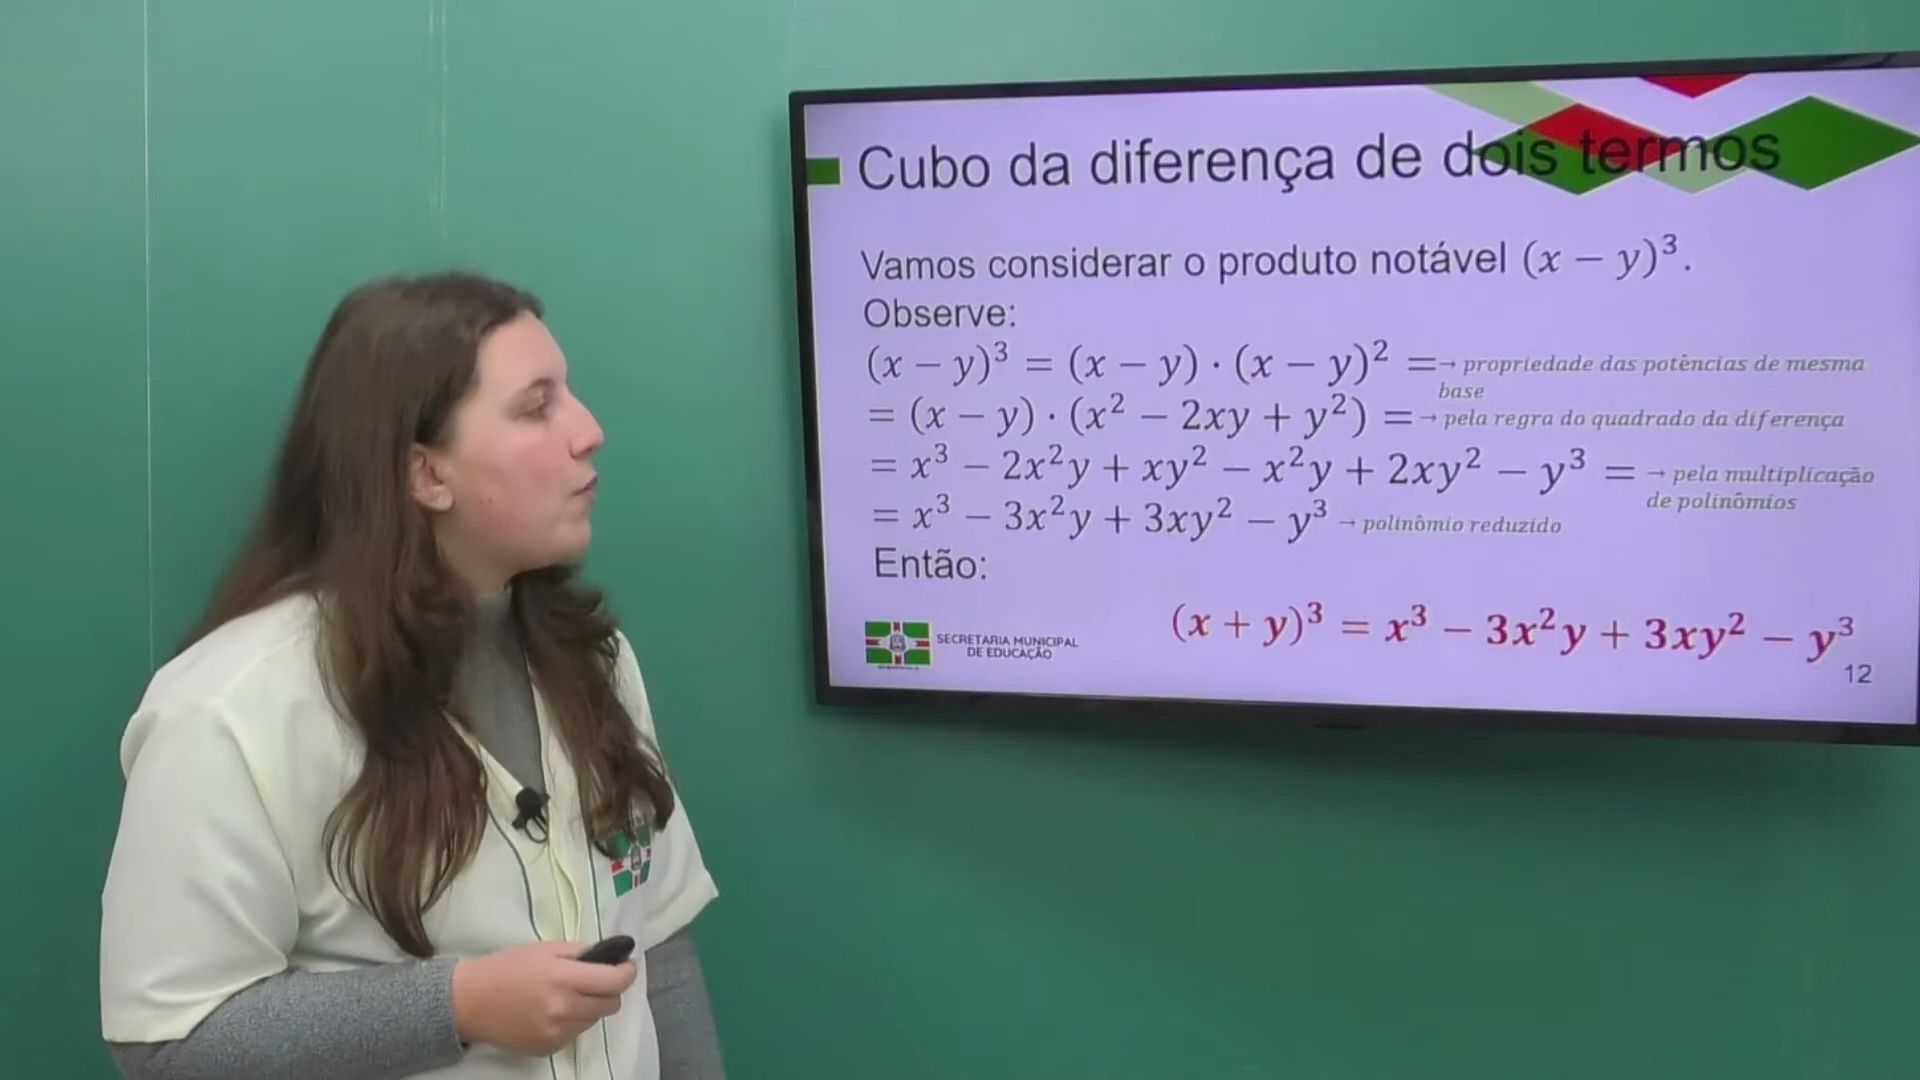 Cubo da diferença de dois termos
Vamos considerar o produto notável (x − y)³.
Observe:
(x − y)³ = (x − y) · (x − y)² = → propriedade das potências de mesma
base
= (x − y) · (x² − 2xy + y²) = → pela regra do quadrado da diferença
= x³ − 2x²y + xy² − x²y + 2xy² − y³ = → pela multiplicação
de polinômios
= x³ − 3x²y + 3xy² − y³ → polinômio reduzido
Então:
(x + y)³ = x³ − 3x²y + 3xy² − y³
SECRETARIA MUNICIPAL
DE EDUCAÇÃO
12